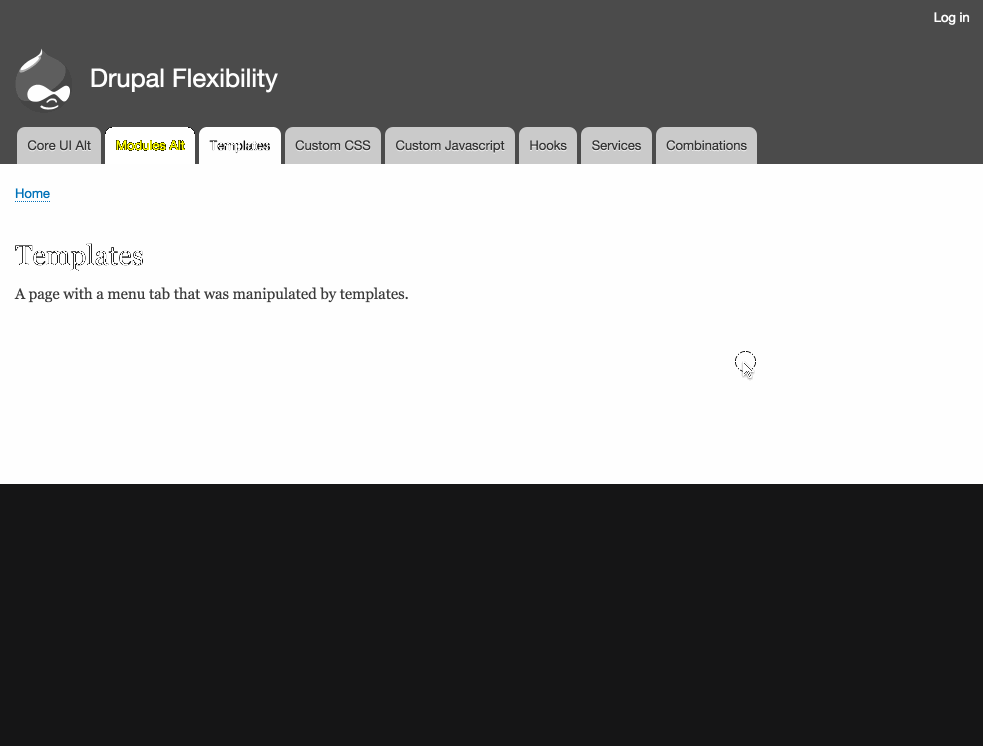 Log in
Drupal Flexibility
Core UI Alt Modules Alt Templates Custom CSS Custom Javascript Hooks Services Combinations
Home
Templates
A page with a menu tab that was manipulated by templates.